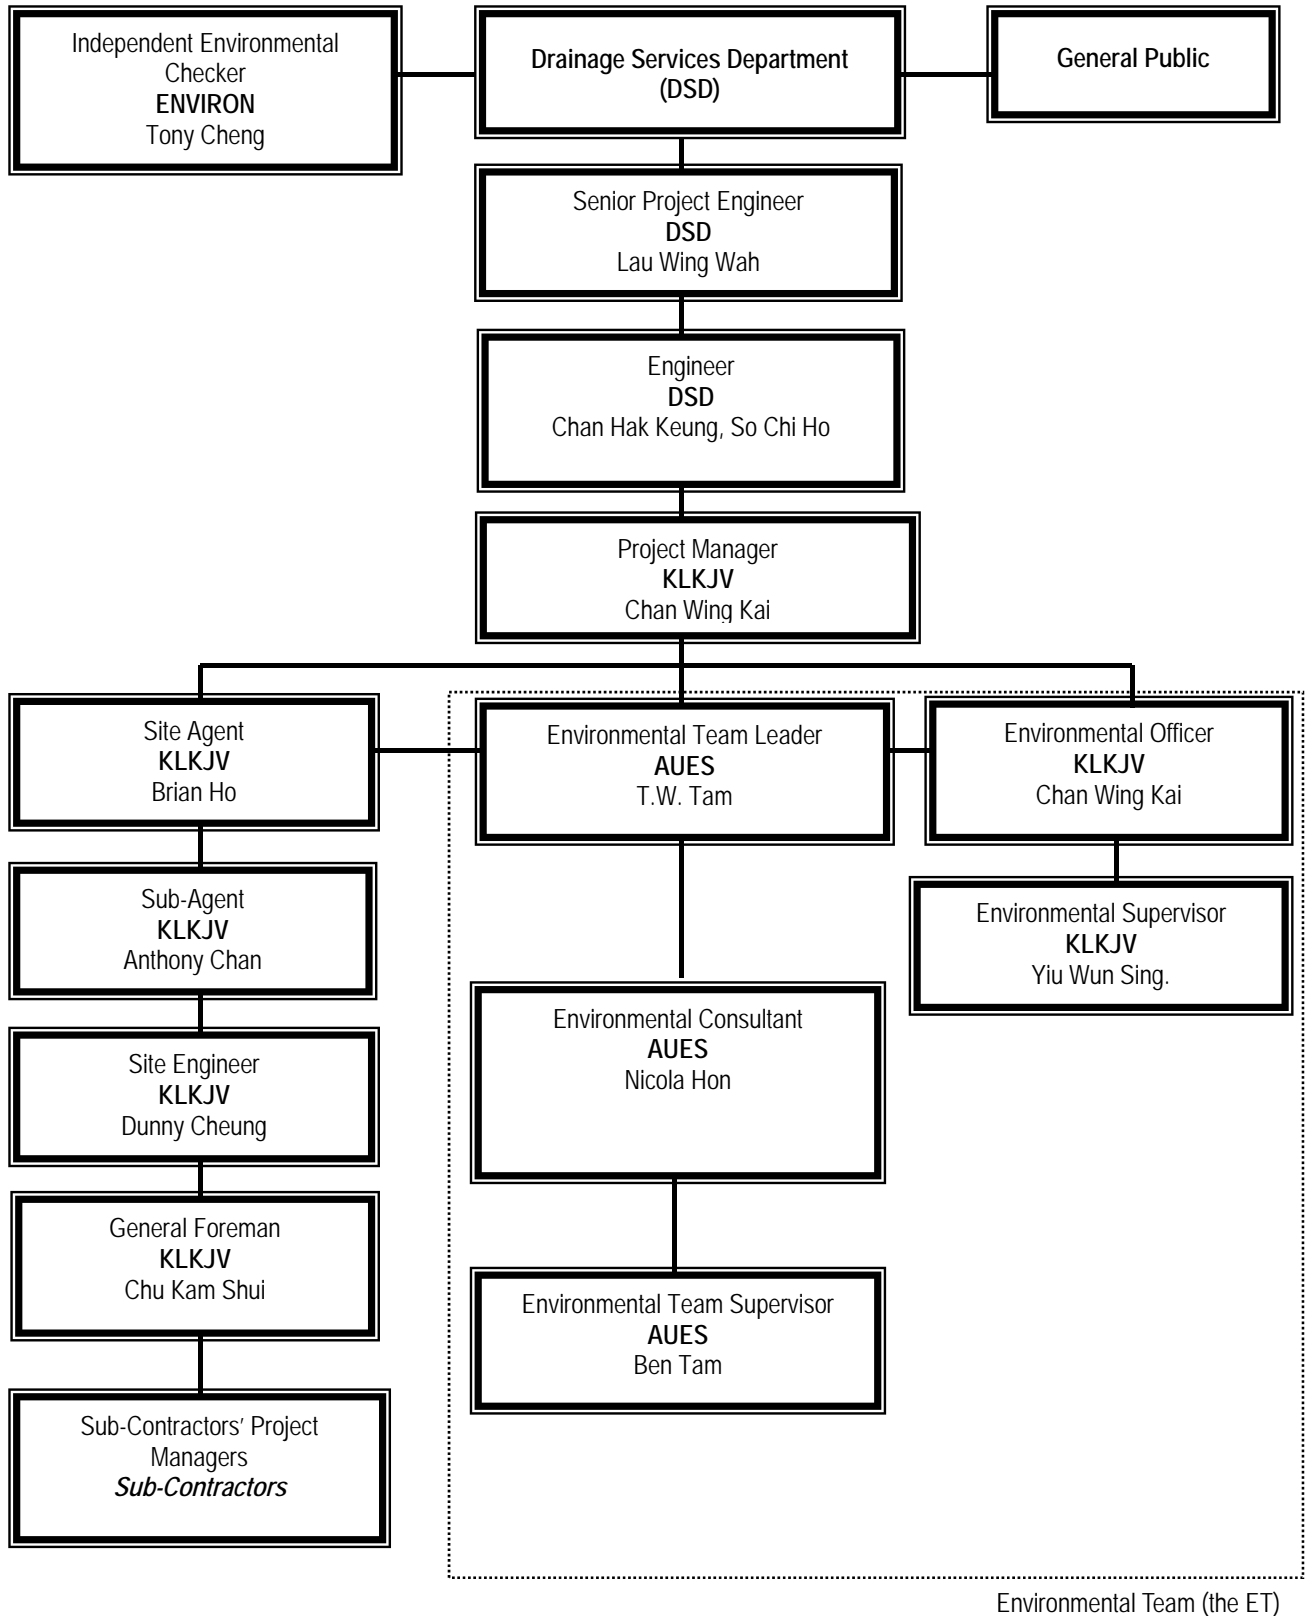 Independent Environmental
Checker
ENVIRON
Tony Cheng
Drainage Services Department
(DSD)
General Public
Senior Project Engineer
DSD
Lau Wing Wah
Engineer
DSD
Chan Hak Keung, So Chi Ho
Project Manager
KLKJV
Chan Wing Kai
Site Agent
KLKJV
Brian Ho
Environmental Team Leader
AUES
T.W. Tam
Environmental Officer
KLKJV
Chan Wing Kai
Sub-Agent
KLKJV
Anthony Chan
Environmental Supervisor
KLKJV
Yiu Wun Sing.
Environmental Consultant
AUES
Nicola Hon
Site Engineer
KLKJV
Dunny Cheung
General Foreman
KLKJV
Chu Kam Shui
Environmental Team Supervisor
AUES
Ben Tam
Sub-Contractors’ Project
Managers
Sub-Contractors
Environmental Team (the ET)